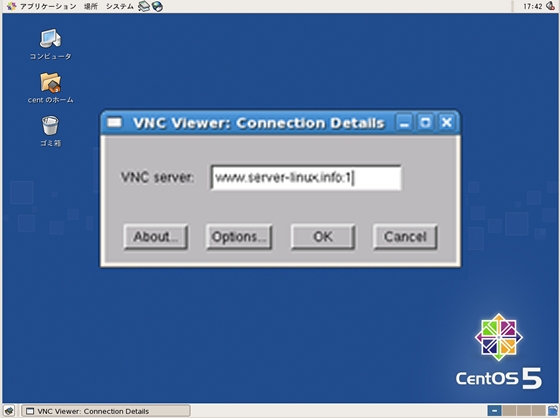 アプリケーション 場所 システム 17:42
コンピュータ
cent のホーム
ゴミ箱
VNC Viewer: Connection Details
VNC server: www.server-linux.info:1
About... Options... OK Cancel
CentOS 5
VNC Viewer: Connection Details